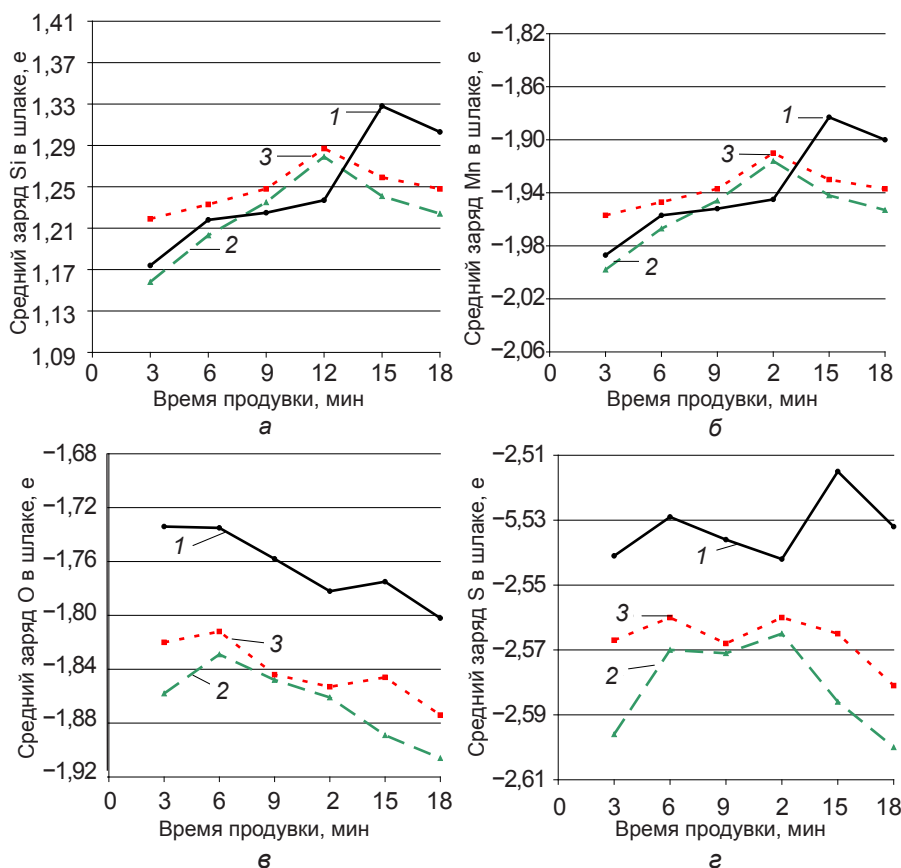 Средний заряд Si в шлаке, е
1,41
1,37
1,33
1,29
1,25
1,21
1,17
1,13
1,09
1
3
2
0 3 6 9 12 15 18
Время продувки, мин
а
Средний заряд Mn в шлаке, е
−1,82
−1,86
−1,90
−1,94
−1,98
−2,02
−2,06
1
3
2
0 3 6 9 2 15 18
Время продувки, мин
б
Средний заряд О в шлаке, е
−1,68
−1,72
−1,76
−1,80
−1,84
−1,88
−1,92
1
3
2
0 3 6 9 12 15 18
Время продувки, мин
в
Средний заряд S в шлаке, е
−2,51
−5,53
−2,55
−2,57
−2,59
−2,61
1
3
2
0 3 6 9 2 15 18
Время продувки, мин
г